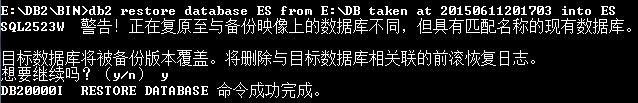 E:\DB2\BIN>db2 restore database ES from E:\DB taken at 20150611201703 into ES
SQL2523W  警告！正在复原至与备份映像上的数据库不同，但具有匹配名称的现有数据库。
目标数据库将被备份版本覆盖。将删除与目标数据库相关联的前滚恢复日志。
想要继续吗？（y/n） y
DB20000I  RESTORE DATABASE 命令成功完成。